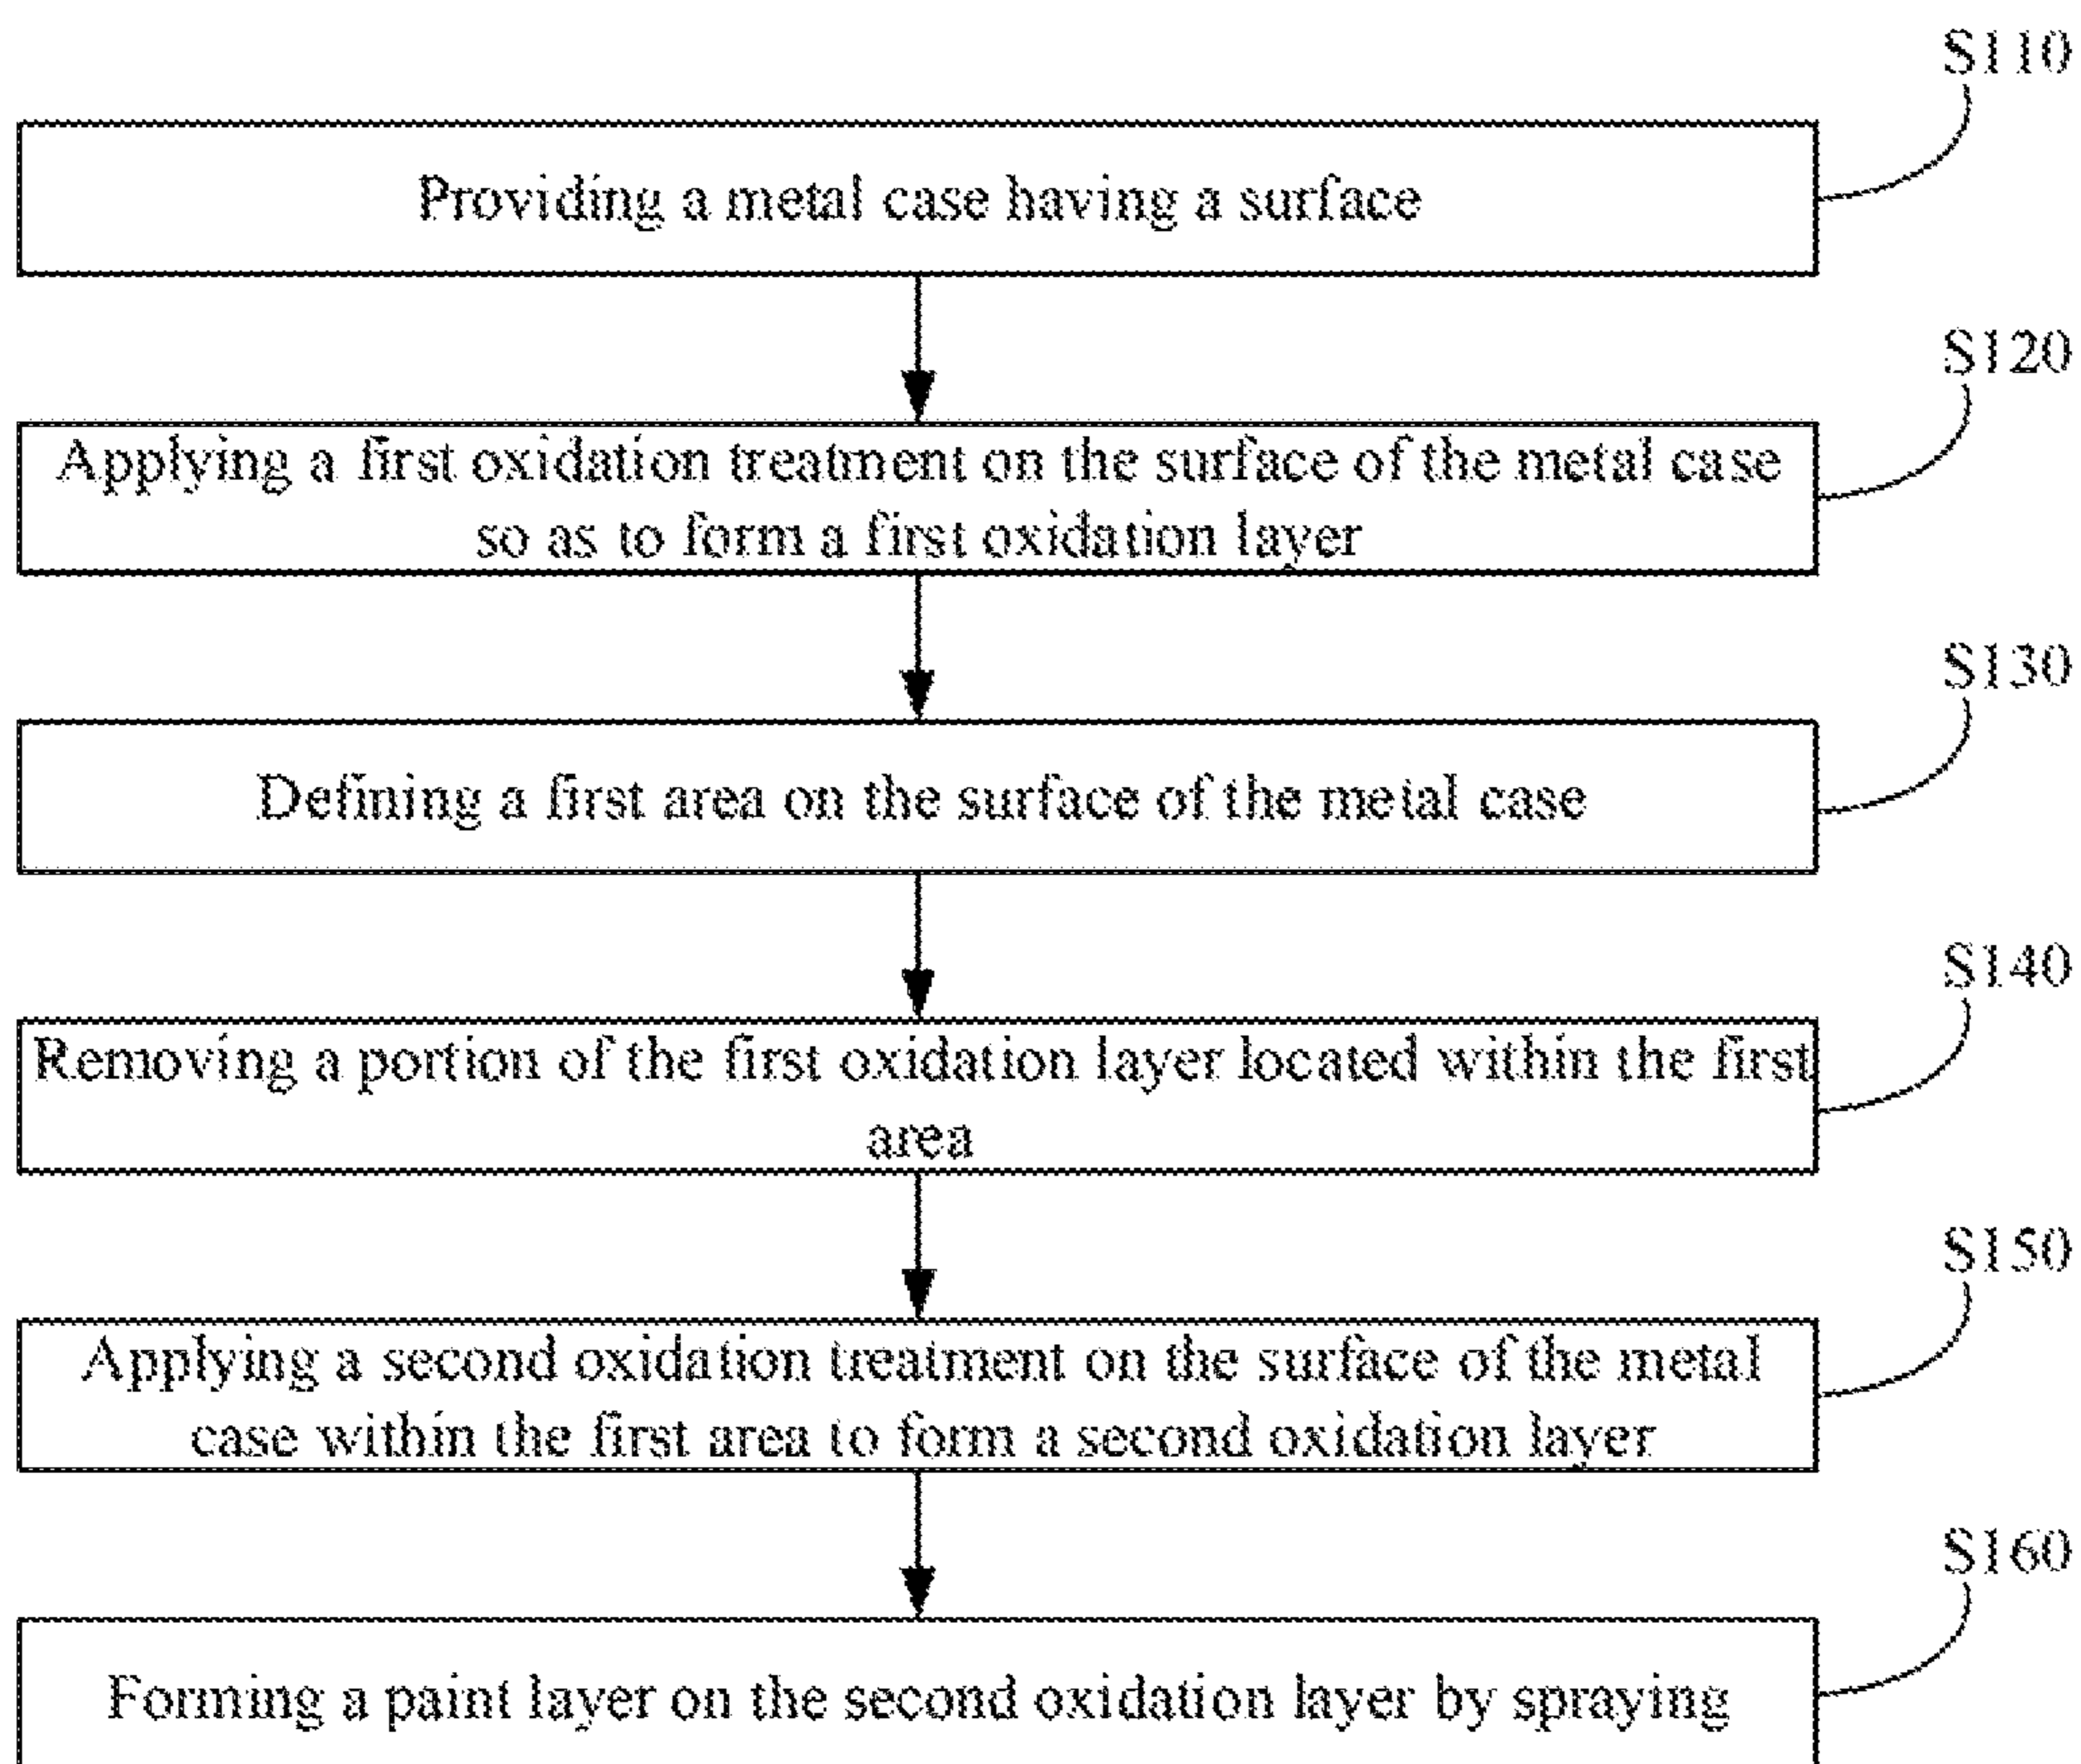 S110
Providing a metal case having a surface
S120
Applying a first oxidation treatment on the surface of the metal case
so as to form a first oxidation layer
S130
Defining a first area on the surface of the metal case
S140
Removing a portion of the first oxidation layer located within the first
area
S150
Applying a second oxidation treatment on the surface of the metal
case within the first area to form a second oxidation layer
S160
Forming a paint layer on the second oxidation layer by spraying